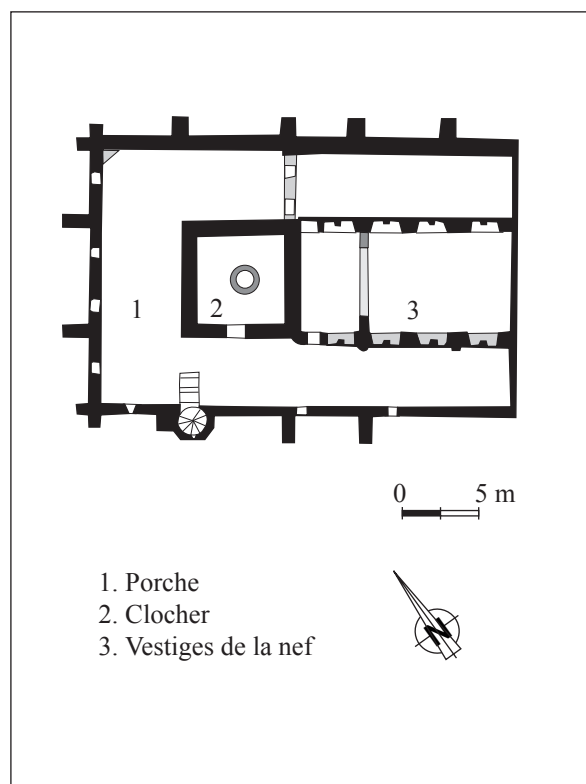 1
2
3
0 5 m
1. Porche
2. Clocher
3. Vestiges de la nef
N